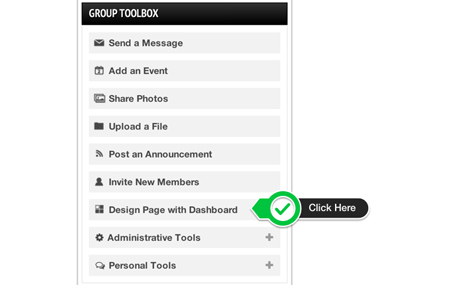 GROUP TOOLBOX
Send a Message
Add an Event
Share Photos
Upload a File
Post an Announcement
Invite New Members
Design Page with Dashboard
Click Here
Administrative Tools
Personal Tools